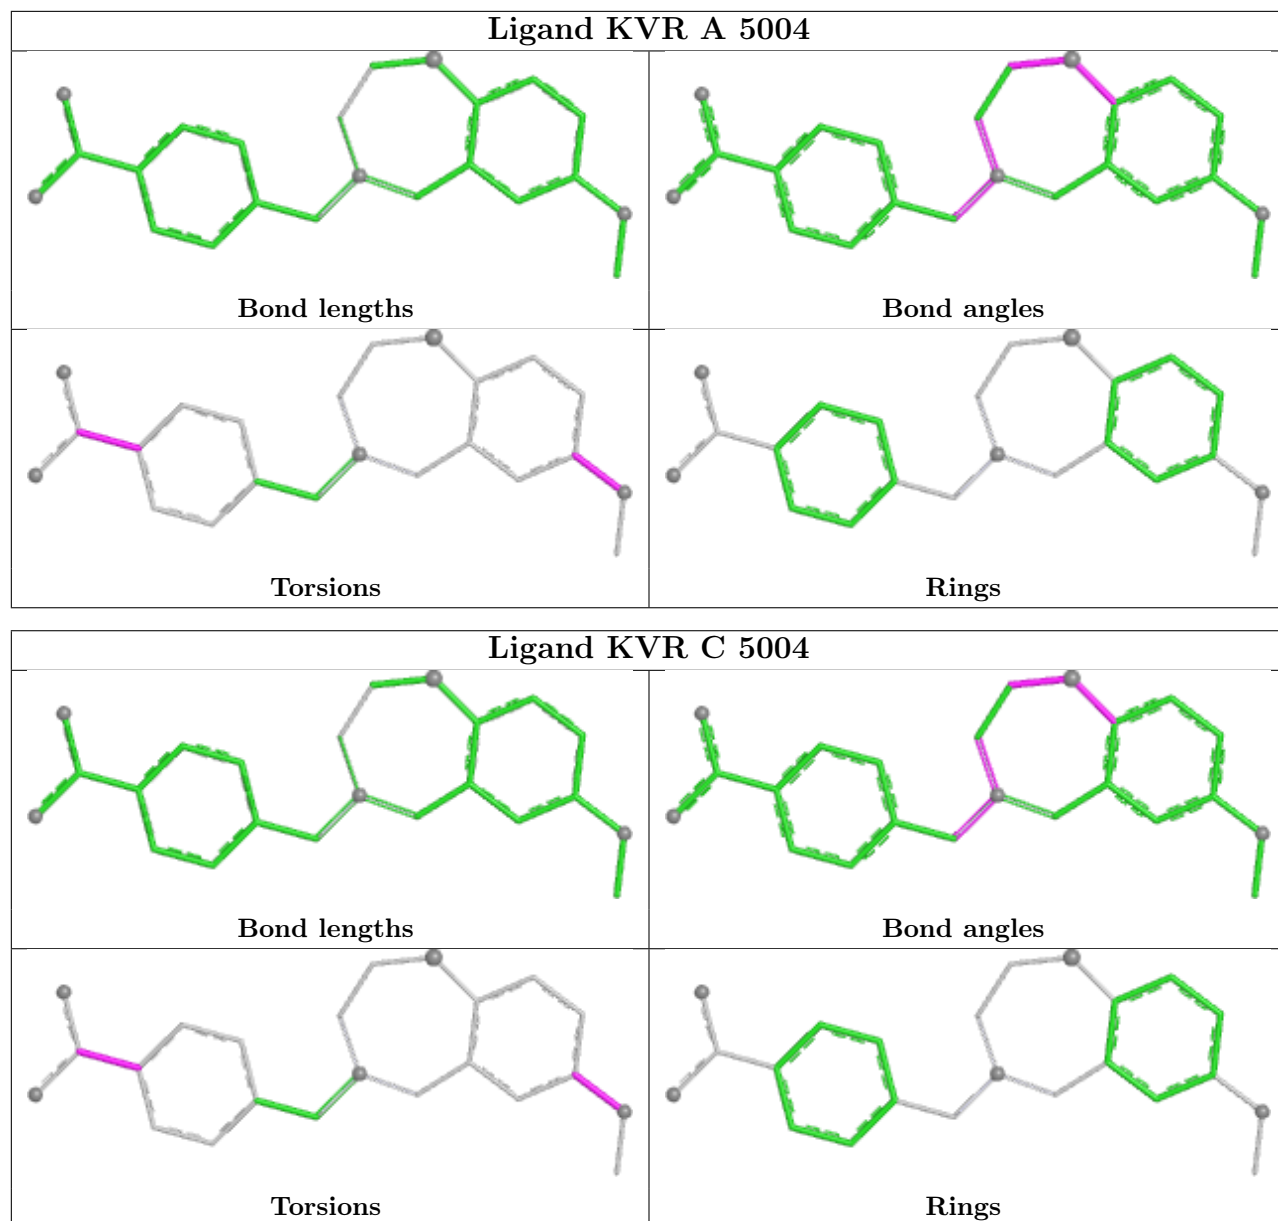 Ligand KVR A 5004
Bond lengths
Bond angles
Torsions
Rings
Ligand KVR C 5004
Bond lengths
Bond angles
Torsions
Rings